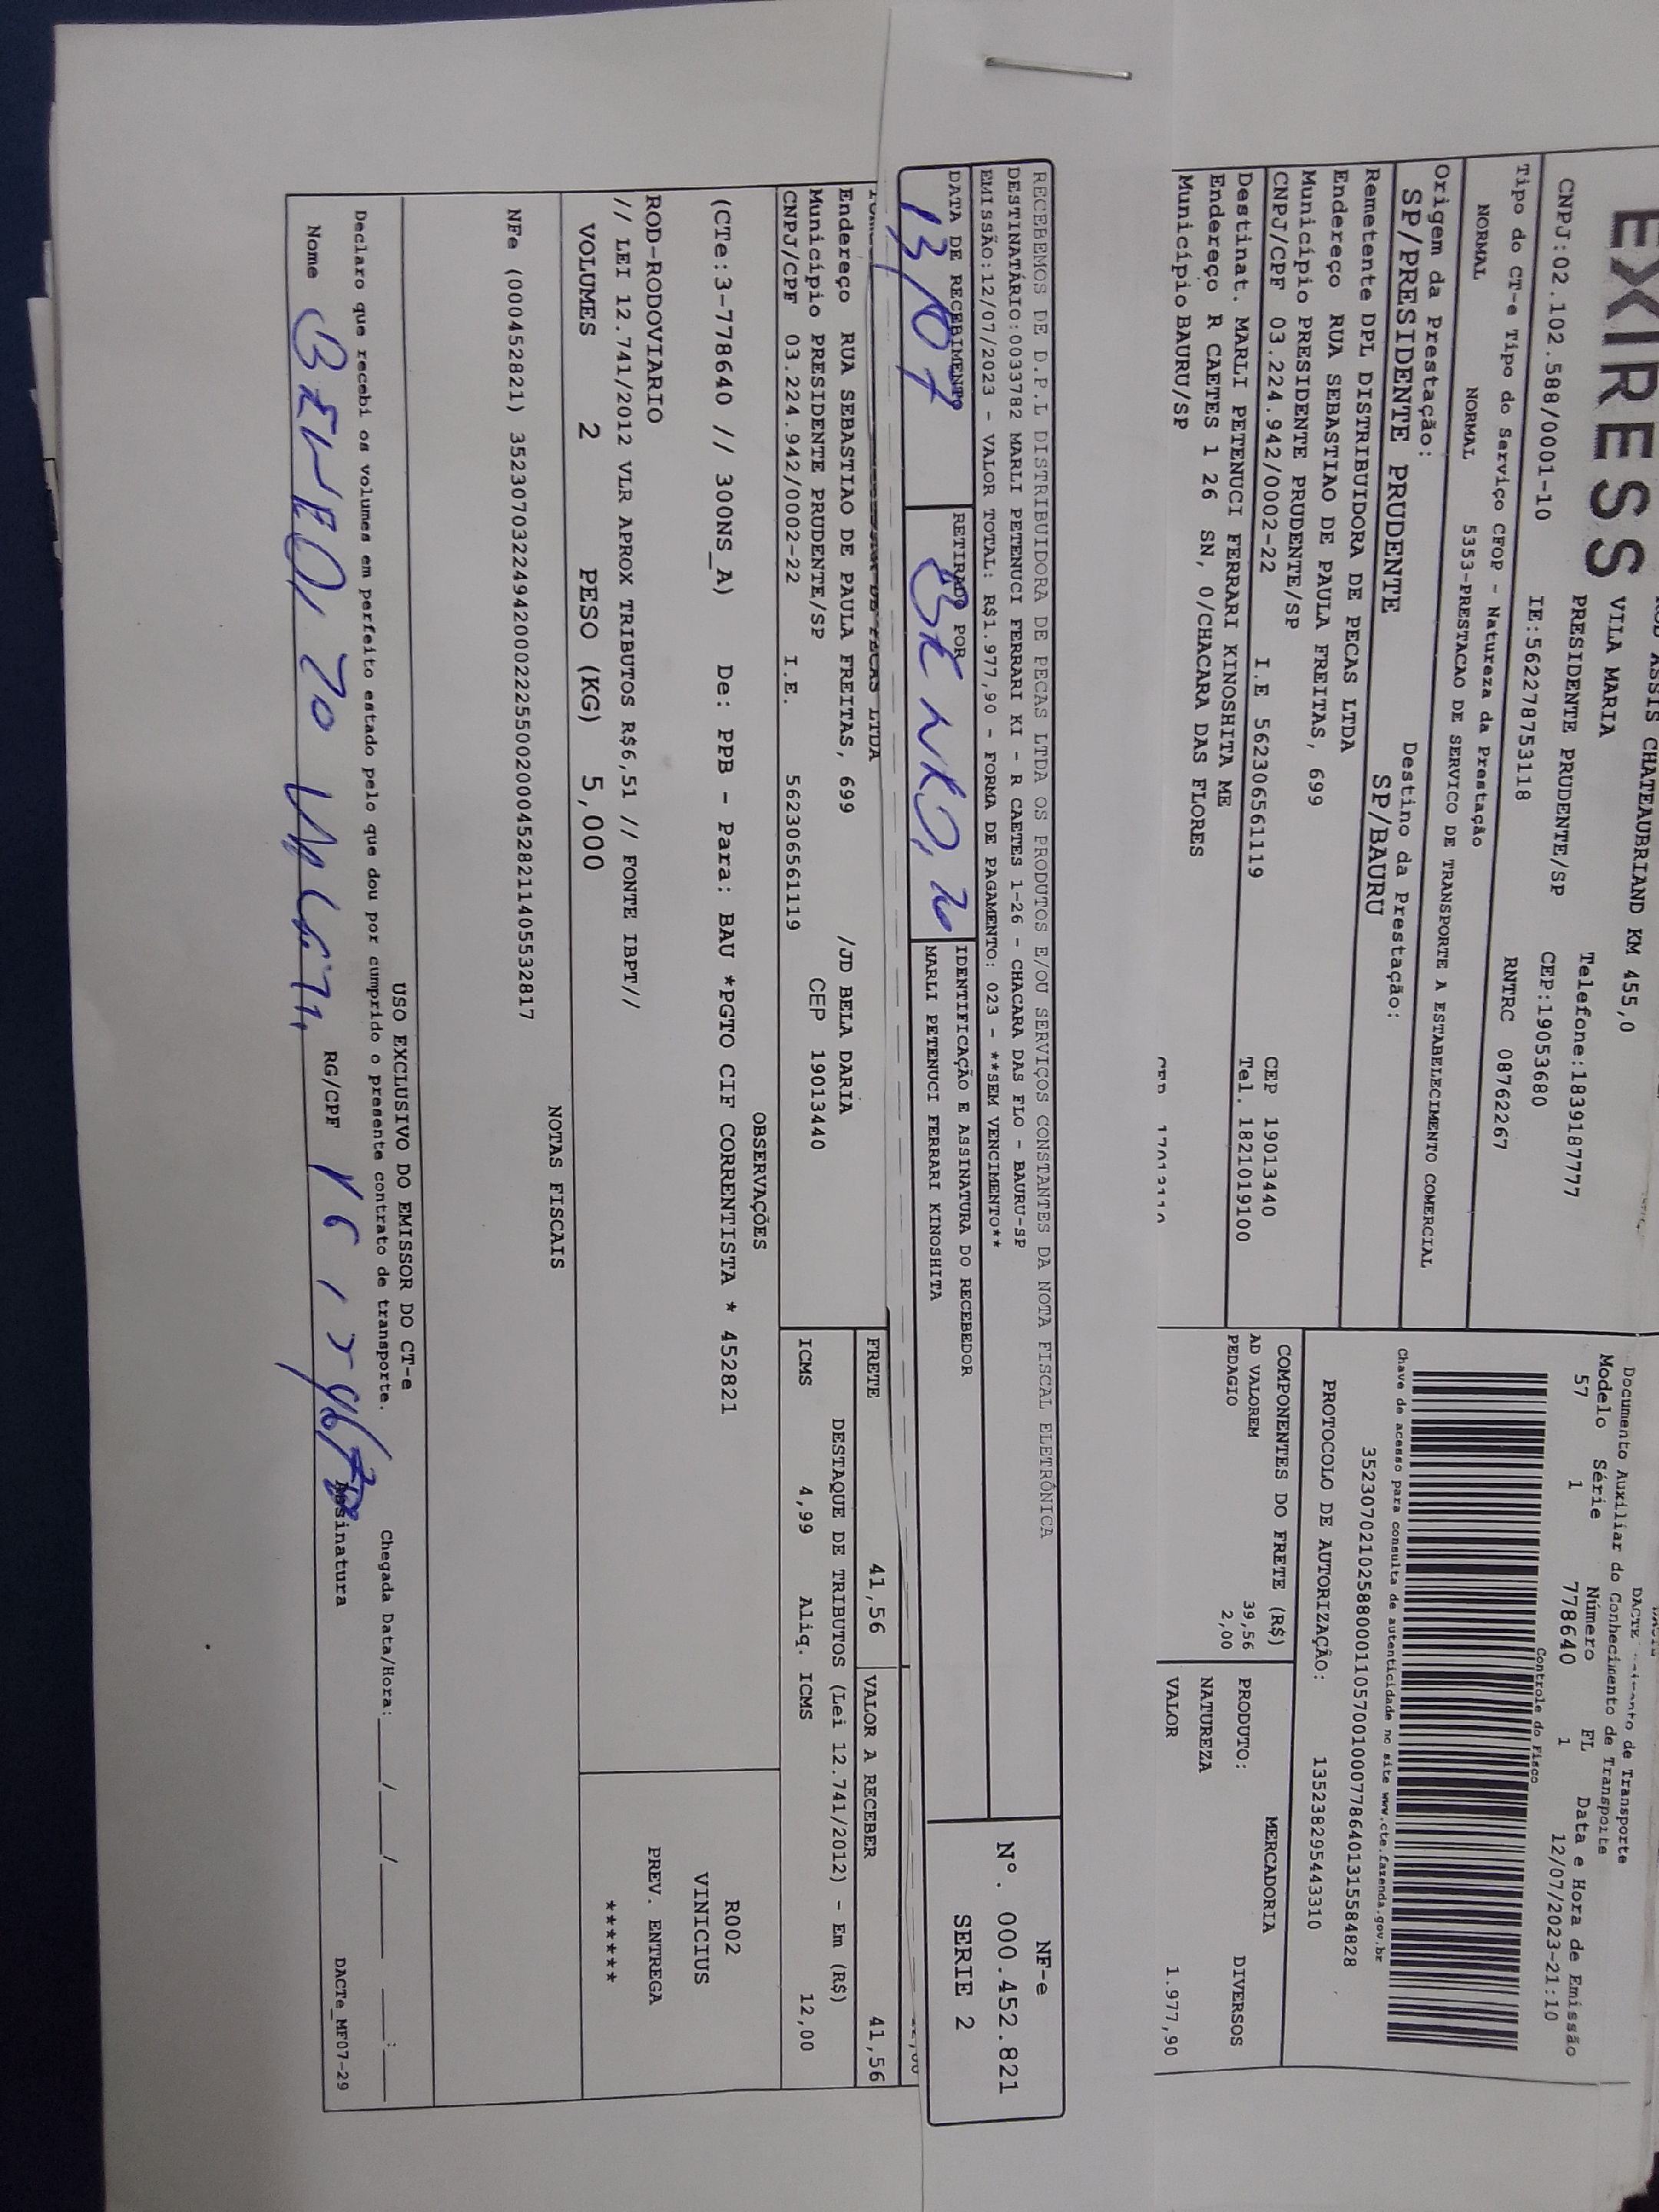 EXPRESS
ASSIS CHATEAUBRIAND KM 455,0
VILA MARIA
PRESIDENTE PRUDENTE/SP
Telefone:1839187777
CNPJ:02.102.588/0001-10 IE:562278753118 CEP:19053680
RNTRC 08762267
Tipo do CT-e Tipo do Serviço CFOP - Natureza da Prestação
NORMAL NORMAL 5353-PRESTACAO DE SERVICO DE TRANSPORTE A ESTABELECIMENTO COMERCIAL
Origem da Prestação: Destino da Prestação:
SP/PRESIDENTE PRUDENTE SP/BAURU
Remetente DPL DISTRIBUIDORA DE PECAS LTDA
Endereço RUA SEBASTIAO DE PAULA FREITAS, 699
Município PRESIDENTE PRUDENTE/SP CEP 19013440
CNPJ/CPF 03.224.942/0002-22 I.E 562306561119 Tel. 1821019100
Destinat. MARLI PETENUCI FERRARI KINOSHITA ME
Endereço R CAETES 1 26 SN, 0/CHACARA DAS FLORES
Município BAURU/SP
DACTE
Documento Auxiliar do Conhecimento de Transporte
Modelo Série Número FL Data e Hora de Emissão
57 1 778640 1 12/07/2023-21:10
Controle do Fisco
Chave de acesso para consulta de autenticidade no site www.cte.fazenda.gov.br
35230702102588000110570010007786401315584828
PROTOCOLO DE AUTORIZAÇÃO: 135238295443310
COMPONENTES DO FRETE (R$)
AD VALOREM 39,56
PEDAGIO 2,00
MERCADORIA
PRODUTO: DIVERSOS
NATUREZA
VALOR 1.977,90
RECEBEMOS DE D.P.L DISTRIBUIDORA DE PECAS LTDA OS PRODUTOS E/OU SERVIÇOS CONSTANTES DA NOTA FISCAL ELETRÔNICA
DESTINATÁRIO:0033782 MARLI PETENUCI FERRARI KI - R CAETES 1-26 - CHACARA DAS FLO - BAURU-SP
EMISSÃO:12/07/2023 - VALOR TOTAL: R$1.977,90 - FORMA DE PAGAMENTO: 023 - **SEM VENCIMENTO**
NF-e
Nº. 000.452.821
SERIE 2
DATA DE RECEBIMENTO RETIRADO POR IDENTIFICAÇÃO E ASSINATURA DO RECEBEDOR
13/07 MARLI PETENUCI FERRARI KINOSHITA
Endereço RUA SEBASTIAO DE PAULA FREITAS, 699 /JD BELA DARIA
Município PRESIDENTE PRUDENTE/SP CEP 19013440
CNPJ/CPF 03.224.942/0002-22 I.E. 562306561119
FRETE 41,56 VALOR A RECEBER 41,56
DESTAQUE DE TRIBUTOS (Lei 12.741/2012) - Em (R$)
ICMS 4,99 Aliq. ICMS 12,00
OBSERVAÇÕES
(CTe:3-778640 // 300NS_A) De: PPB - Para: BAU *PGTO CIF CORRENTISTA * 452821
ROD-RODOVIARIO
// LEI 12.741/2012 VLR APROX TRIBUTOS R$6,51 // FONTE IBPT//
R002
VINICIUS
PREV. ENTREGA
*******
VOLUMES 2 PESO (KG) 5,000
NOTAS FISCAIS
NFe (000452821) 35230703224942000222550020004528211405532817
USO EXCLUSIVO DO EMISSOR DO CT-e
Declaro que recebi os volumes em perfeito estado pelo que dou por cumprido o presente contrato de transporte. Chegada Data/Hora:____/____/____ ____:____
Nome RG/CPF Assinatura
DACTe_MF07-29